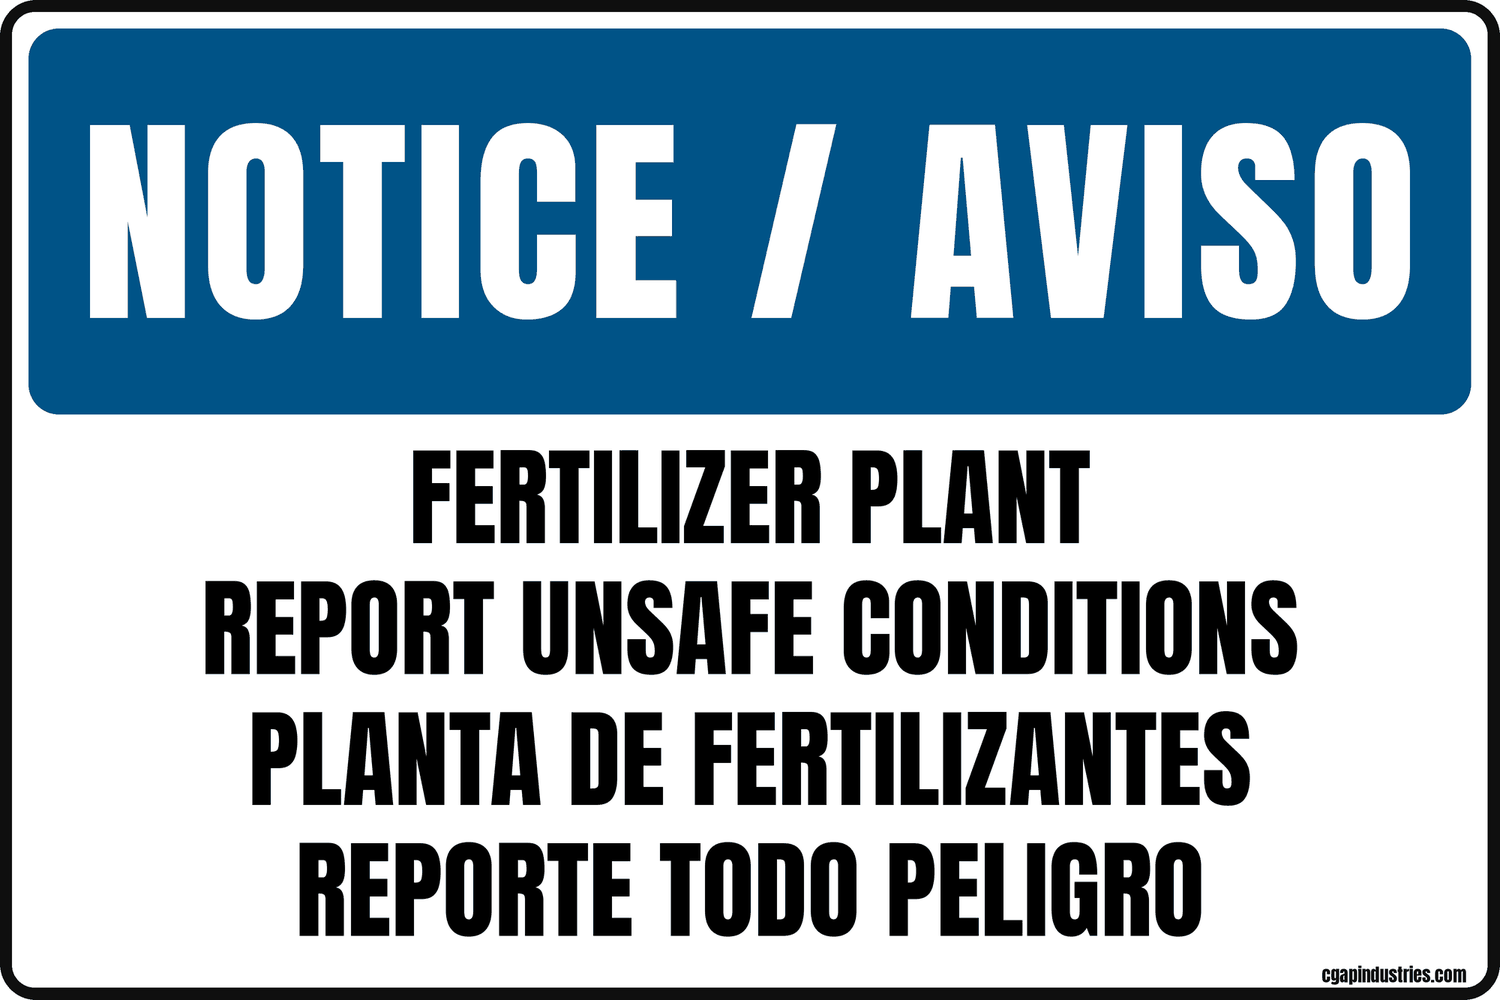 NOTICE / AVISO
FERTILIZER PLANT
REPORT UNSAFE CONDITIONS
PLANTA DE FERTILIZANTES
REPORTE TODO PELIGRO
cgapindustries.com